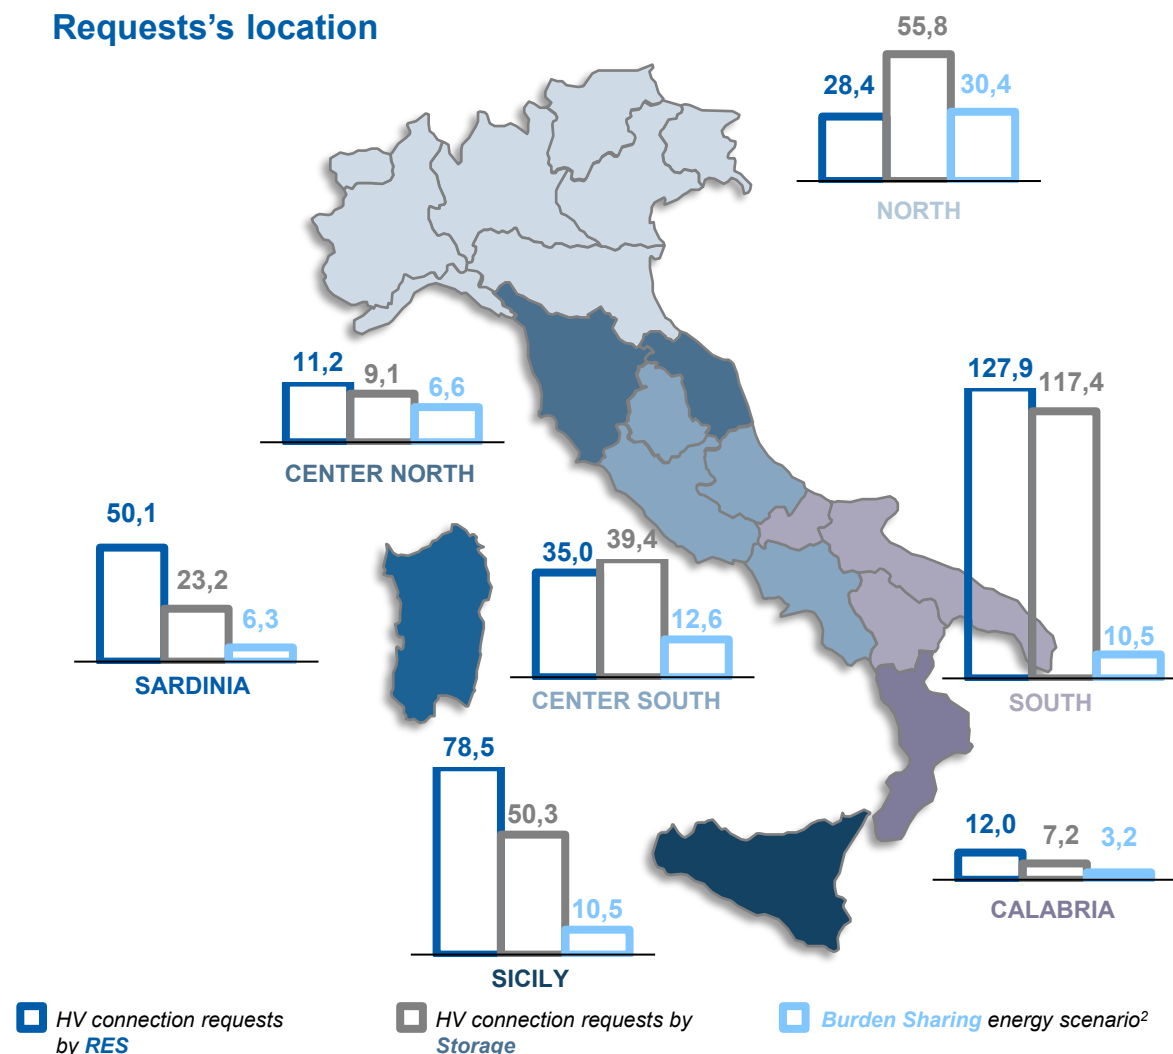 Requests's location
55,8
28,4
30,4
NORTH
11,2
9,1
6,6
CENTER NORTH
127,9
117,4
10,5
SOUTH
50,1
23,2
6,3
SARDINIA
35,0
39,4
12,6
CENTER SOUTH
78,5
50,3
10,5
SICILY
12,0
7,2
3,2
CALABRIA
HV connection requests
by RES
HV connection requests by
Storage
Burden Sharing energy scenario²